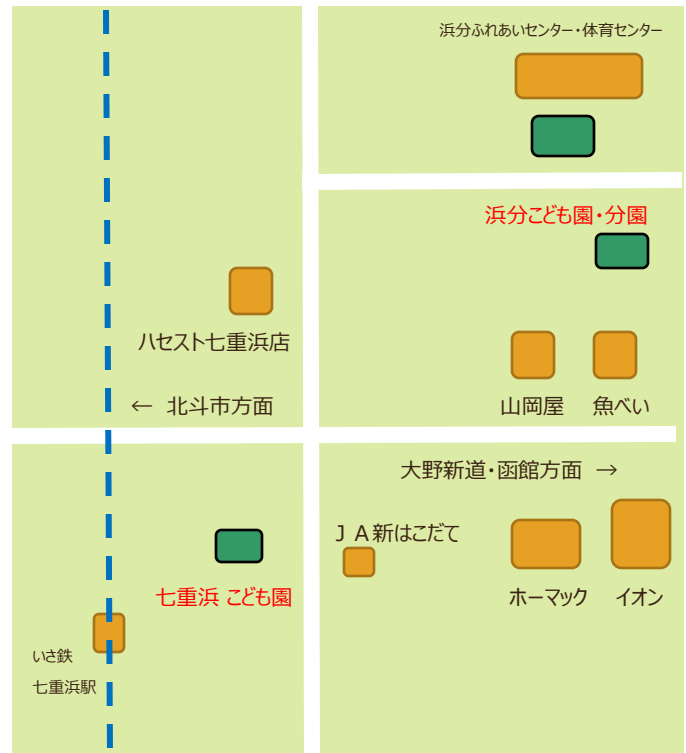 浜分ふれあいセンター・体育センター
浜分こども園・分園
ハセスト七重浜店
山岡屋
魚べい
← 北斗市方面
大野新道・函館方面 →
ＪＡ新はこだて
七重浜 こども園
ホーマック
イオン
いさ鉄
七重浜駅